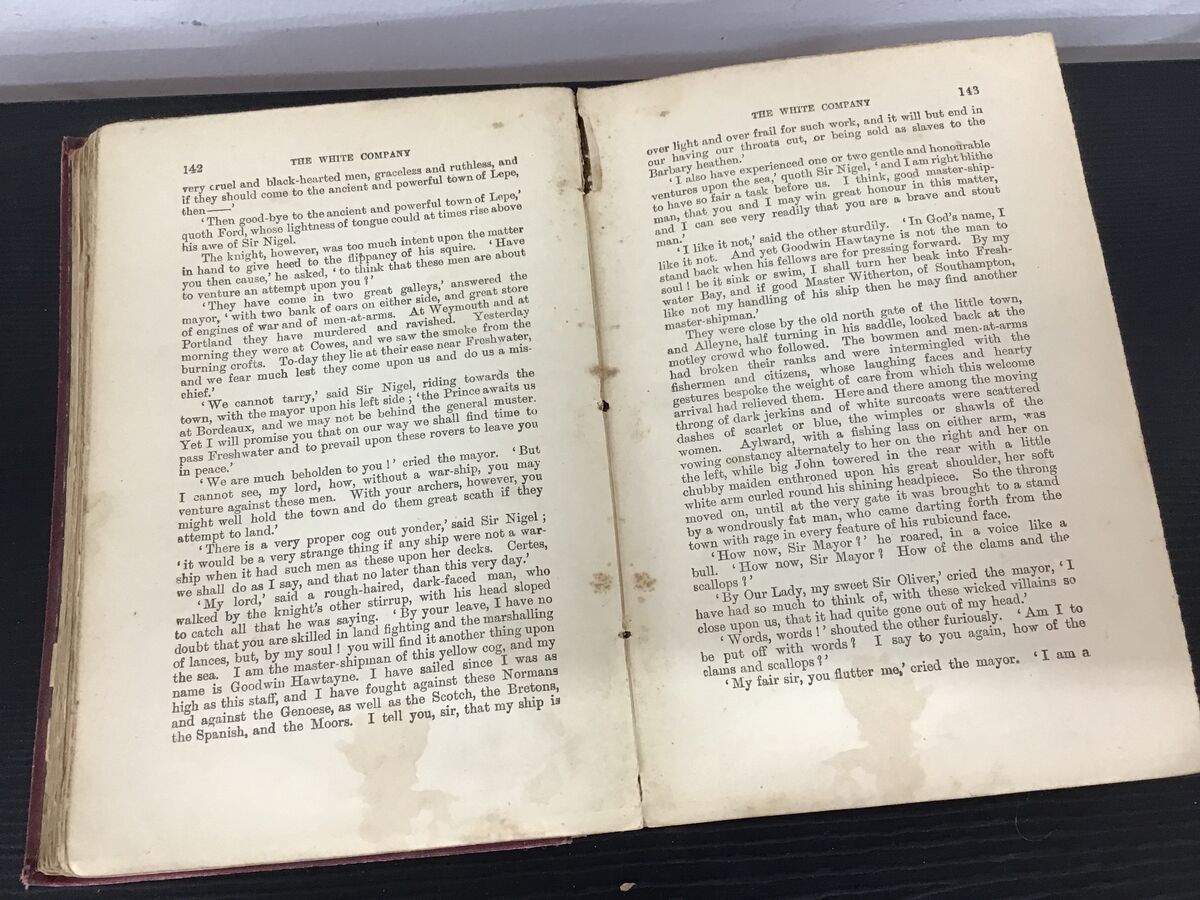 142
THE WHITE COMPANY
very cruel and black-hearted men, graceless and ruthless, and
if they should come to the ancient and powerful town of Lepe,
then——'
'Then good-bye to the ancient and powerful town of Lepe,'
quoth Ford, whose lightness of tongue could at times rise above
his awe of Sir Nigel.
The knight, however, was too much intent upon the matter
in hand to give heed to the flippancy of his squire. 'Have
you then cause,' he asked, 'to think that these men are about
to venture an attempt upon you?'
'They have come in two great galleys,' answered the
mayor, 'with two bank of oars on either side, and great store
of engines of war and of men-at-arms. At Weymouth and at
Portland they have murdered and ravished. Yesterday
morning they were at Cowes, and we saw the smoke from the
burning crofts. To-day they lie at their ease near Freshwater,
and we fear much lest they come upon us and do us a mis-
chief.'
'We cannot tarry,' said Sir Nigel, riding towards the
town, with the mayor upon his left side; 'the Prince awaits us
at Bordeaux, and we may not be behind the general muster.
Yet I will promise you that on our way we shall find time to
pass Freshwater and to prevail upon these rovers to leave you
in peace.'
'We are much beholden to you!' cried the mayor. 'But
I cannot see, my lord, how, without a war-ship, you may
venture against these men. With your archers, however, you
might well hold the town and do them great scath if they
attempt to land.'
'There is a very proper cog out yonder,' said Sir Nigel;
'it would be a very strange thing if any ship were not a war-
ship when it had such men as these upon her decks. Certes,
we shall do as I say, and that no later than this very day.'
'My lord,' said a rough-haired, dark-faced man, who
walked by the knight's other stirrup, with his head sloped
to catch all that he was saying. 'By your leave, I have no
doubt that you are skilled in land fighting and the marshalling
of lances, but, by my soul! you will find it another thing upon
the sea. I am the master-shipman of this yellow cog, and my
name is Goodwin Hawtayne. I have sailed since I was as
high as this staff, and I have fought against these Normans
and against the Genoese, as well as the Scotch, the Bretons,
the Spanish, and the Moors. I tell you, sir, that my ship is
THE WHITE COMPANY
143
over light and over frail for such work, and it will but end in
our having our throats cut, or being sold as slaves to the
Barbary heathen.'
'I also have experienced one or two gentle and honourable
ventures upon the sea,' quoth Sir Nigel, 'and I am right blithe
to have so fair a task before us. I think, good master-ship-
man, that you and I may win great honour in this matter,
and I can see very readily that you are a brave and stout
man.'
'I like it not,' said the other sturdily. 'In God's name, I
like it not. And yet Goodwin Hawtayne is not the man to
stand back when his fellows are for pressing forward. By my
soul! be it sink or swim, I shall turn her beak into Fresh-
water Bay, and if good Master Witherton, of Southampton,
like not my handling of his ship then he may find another
master-shipman.'
They were close by the old north gate of the little town,
and Alleyne, half turning in his saddle, looked back at the
motley crowd who followed. The bowmen and men-at-arms
had broken their ranks and were intermingled with the
fishermen and citizens, whose laughing faces and hearty
gestures bespoke the weight of care from which this welcome
arrival had relieved them. Here and there among the moving
throng of dark jerkins and of white surcoats were scattered
dashes of scarlet or blue, the wimples or shawls of the
women. Aylward, with a fishing lass on either arm, was
vowing constancy alternately to her on the right and her on
the left, while big John towered in the rear with a little
chubby maiden enthroned upon his great shoulder, her soft
white arm curled round his shining headpiece. So the throng
moved on, until at the very gate it was brought to a stand
by a wondrously fat man, who came darting forth from the
town with rage in every feature of his rubicund face.
'How now, Sir Mayor?' he roared, in a voice like a
bull. 'How now, Sir Mayor? How of the clams and the
scallops?'
'By Our Lady, my sweet Sir Oliver,' cried the mayor, 'I
have had so much to think of, with these wicked villains so
close upon us, that it had quite gone out of my head.'
'Words, words!' shouted the other furiously. 'Am I to
be put off with words? I say to you again, how of the
clams and scallops?'
'My fair sir, you flutter me,' cried the mayor. 'I am a